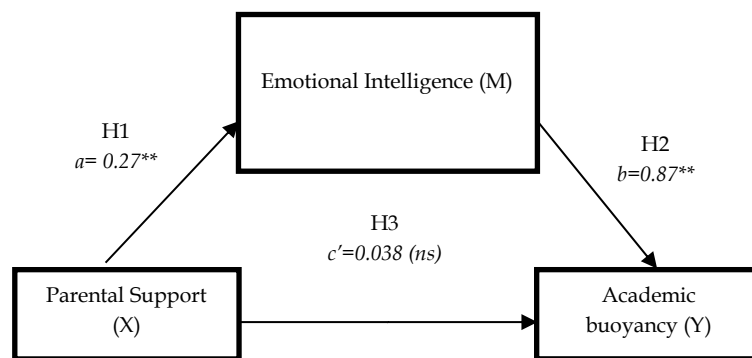 Emotional Intelligence (M)
H1
a= 0.27**
H2
b=0.87**
H3
c'=0.038 (ns)
Parental Support
(X)
Academic
buoyancy (Y)